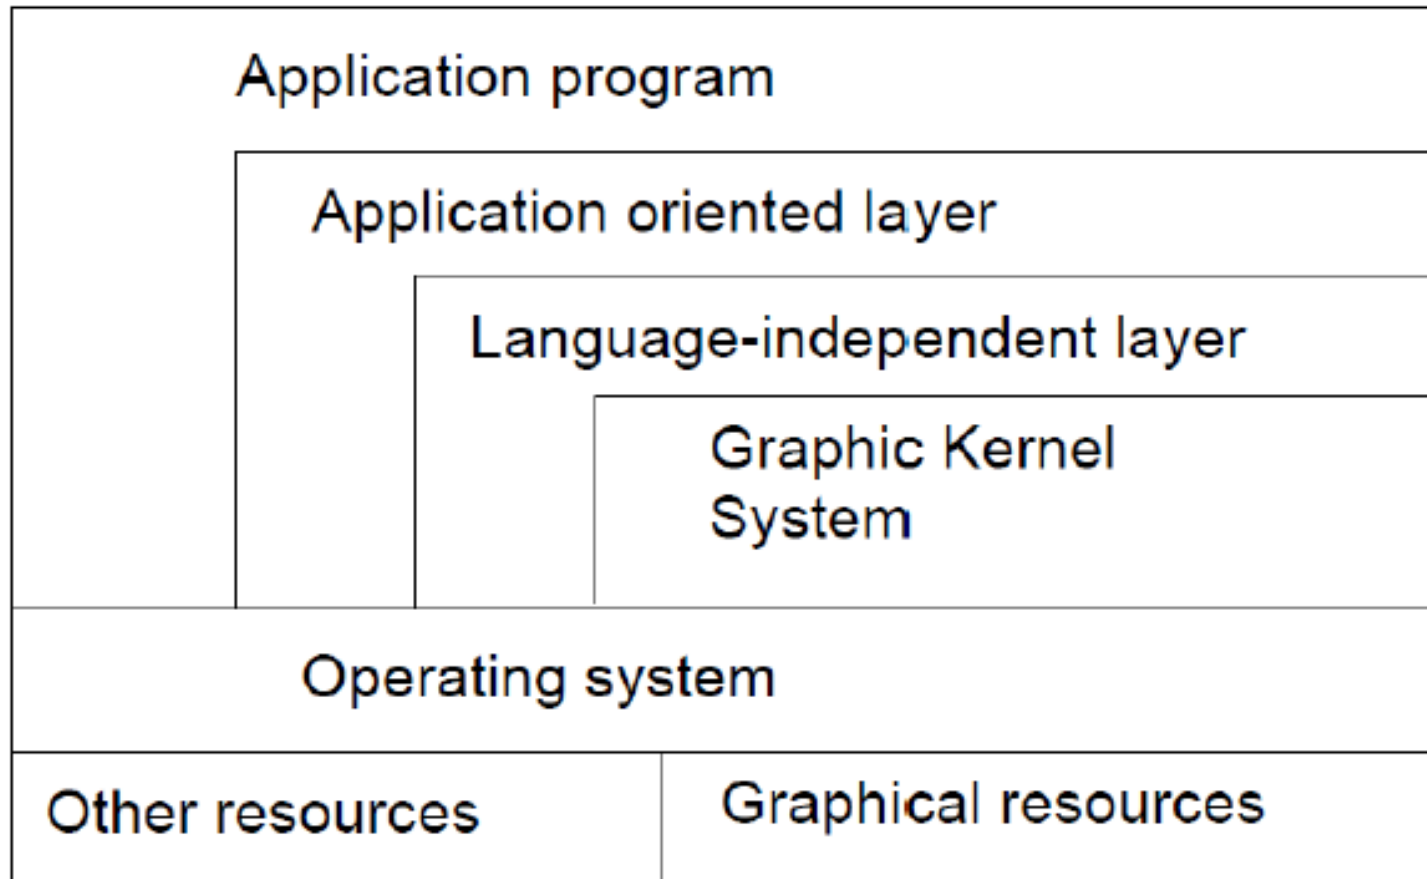 Application program
Application oriented layer
Language-independent layer
Graphic Kernel
System
Operating system
Other resources
Graphical resources